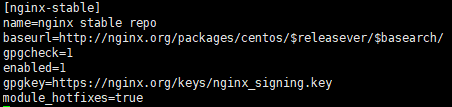 [nginx-stable]
name=nginx stable repo
baseurl=http://nginx.org/packages/centos/$releasever/$basearch/
gpgcheck=1
enabled=1
gpgkey=https://nginx.org/keys/nginx_signing.key
module_hotfixes=true